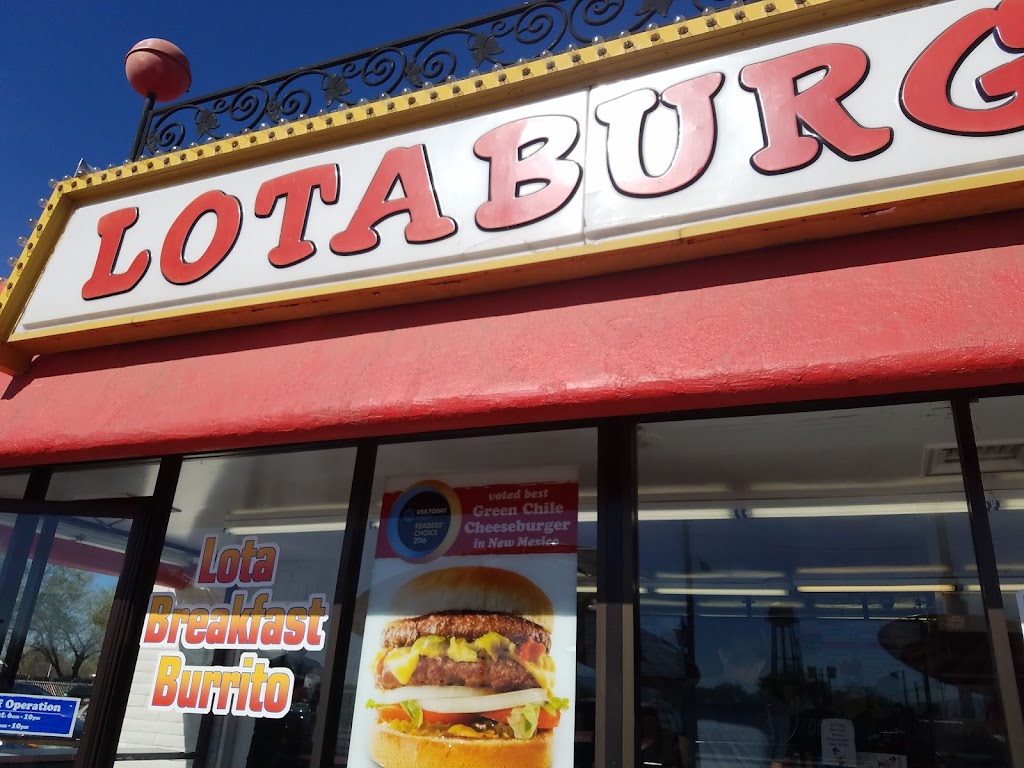 LOTABURG
USA TODAY
READERS'
CHOICE
2016
voted best
Green Chile
Cheeseburger
in New Mexico
Lota
Breakfast
Burrito
Operation